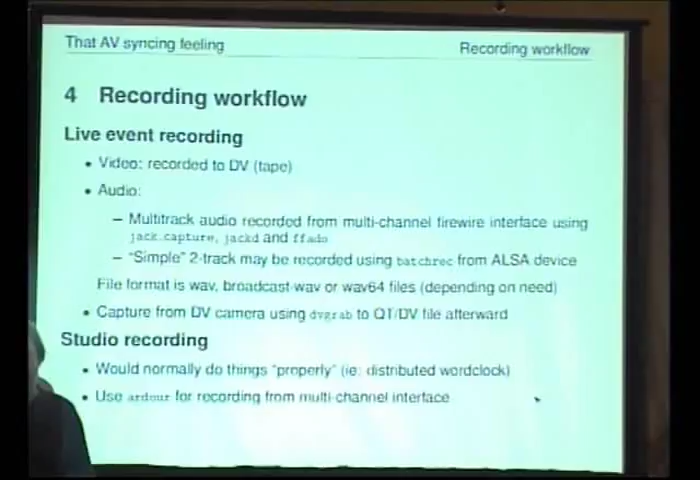 That AV syncing feeling
Recording workflow
4 Recording workflow
Live event recording
• Video: recorded to DV (tape)
• Audio:
– Multitrack audio recorded from multi-channel firewire interface using
jack.capture, jackd and ffado
– "Simple" 2-track may be recorded using batchrec from ALSA device
File format is wav, broadcast-wav or wav64 files (depending on need)
• Capture from DV camera using dvgrab to QT/DV file afterward
Studio recording
• Would normally do things "properly" (ie: distributed wordclock)
• Use ardour for recording from multi-channel interface